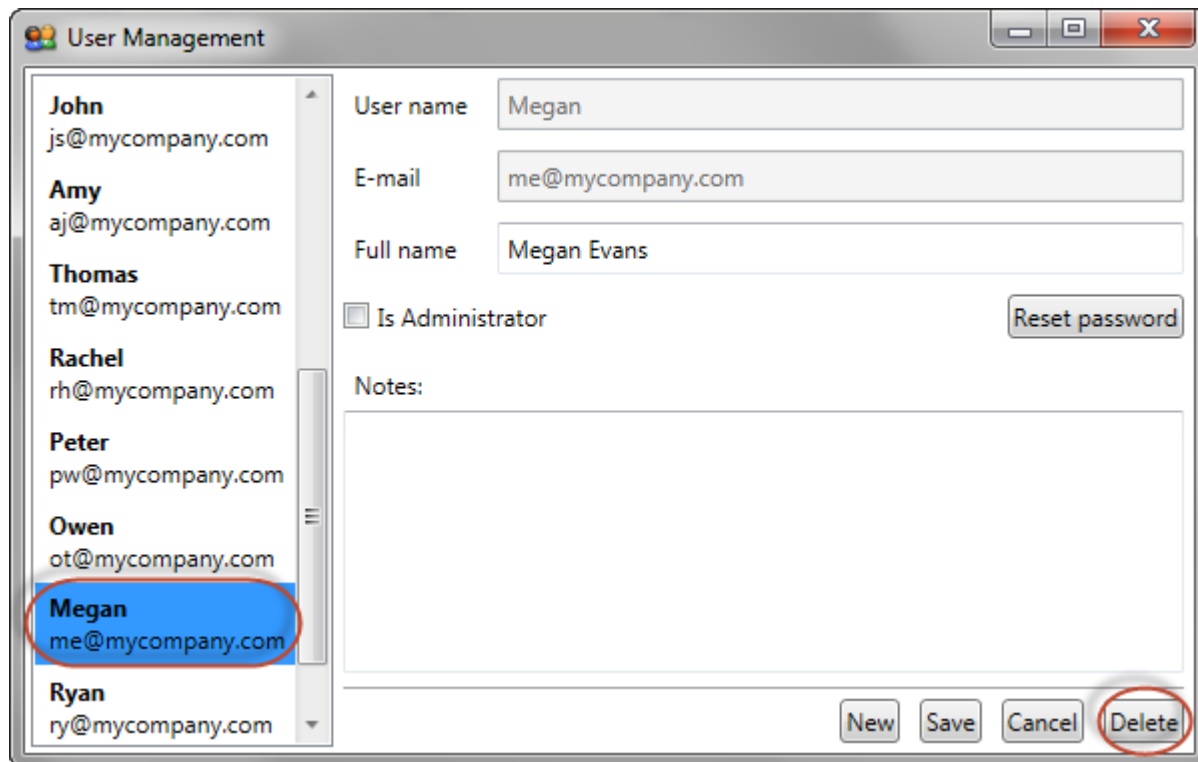 User Management
John
js@mycompany.com
Amy
aj@mycompany.com
Thomas
tm@mycompany.com
Rachel
rh@mycompany.com
Peter
pw@mycompany.com
Owen
ot@mycompany.com
Megan
me@mycompany.com
Ryan
ry@mycompany.com
User name Megan
E-mail me@mycompany.com
Full name Megan Evans
Is Administrator Reset password
Notes:
New Save Cancel Delete